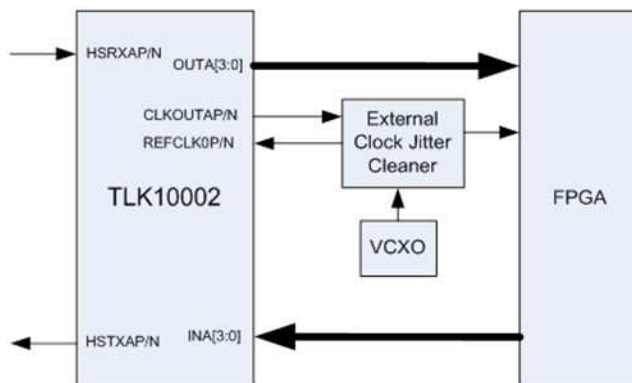 HSRXAP/N
OUTA[3:0]
CLKOUTAP/N
REFCLK0P/N
External
Clock Jitter
Cleaner
TLK10002
FPGA
VCXO
HSTXAP/N
INA[3:0]